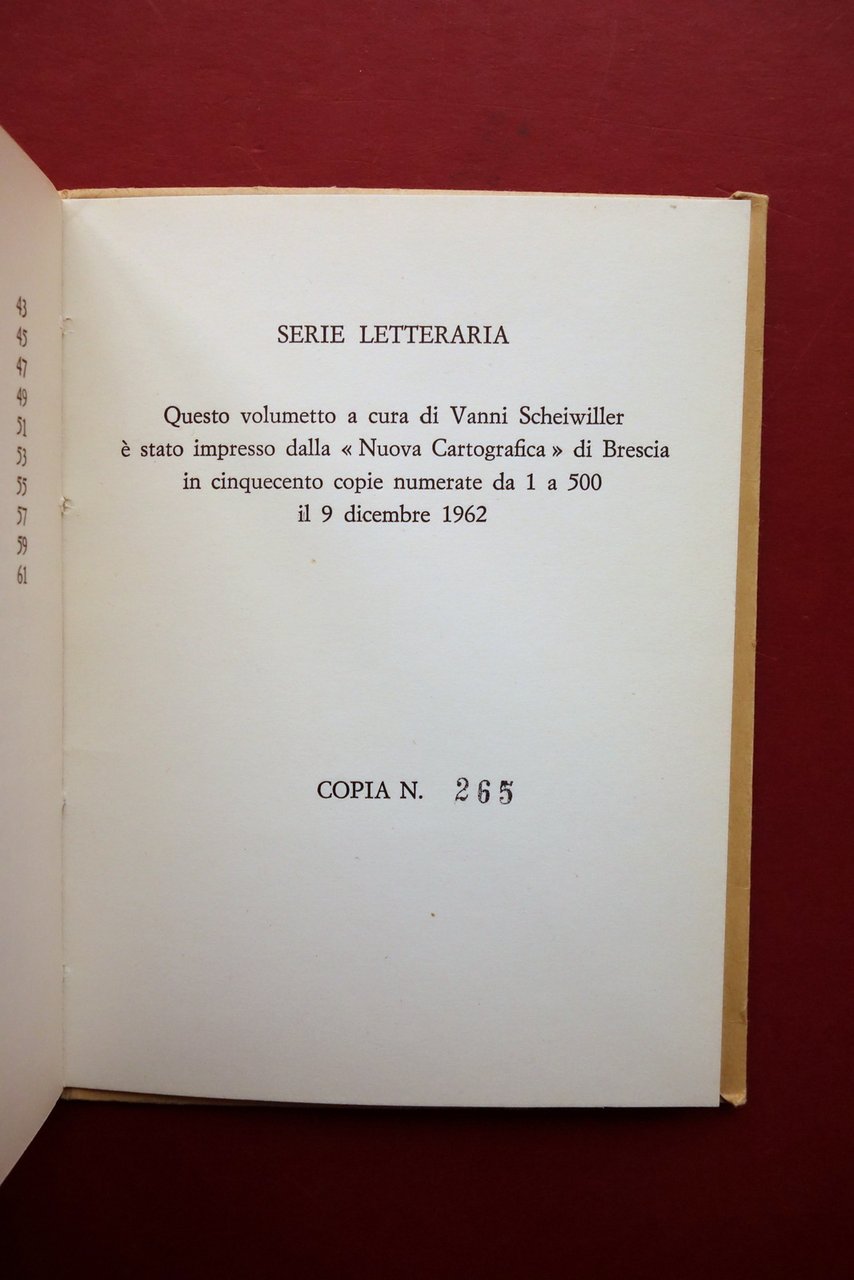 43
45
47
49
51
53
55
57
59
61
SERIE LETTERARIA
Questo volumetto a cura di Vanni Scheiwiller
è stato impresso dalla « Nuova Cartografica » di Brescia
in cinquecento copie numerate da 1 a 500
il 9 dicembre 1962
COPIA N. 265